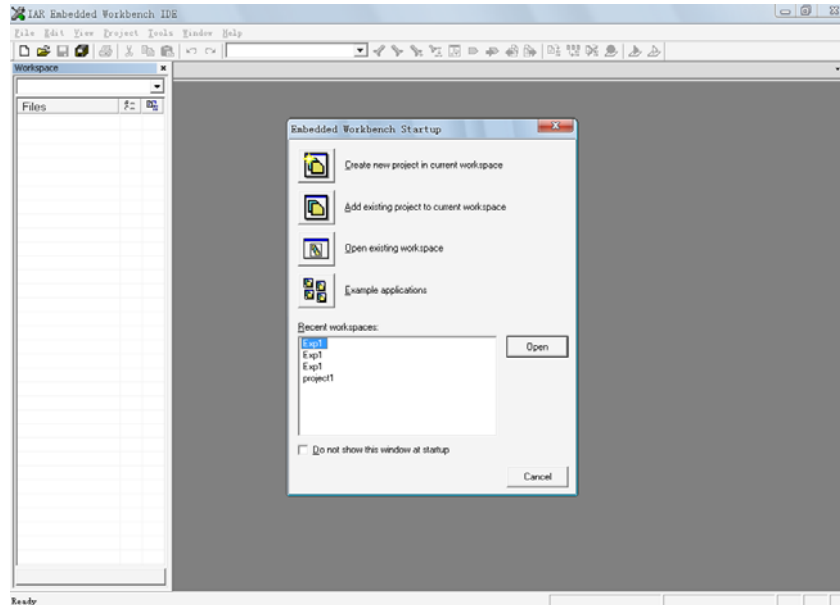 IAR Embedded Workbench IDE
File Edit View Project Tools Window Help
Workspace
Files
Embedded Workbench Startup
Create new project in current workspace
Add existing project to current workspace
Open existing workspace
Example applications
Recent workspaces:
Exp1
Open
Exp1
Exp1
project1
Do not show this window at startup
Cancel
Ready